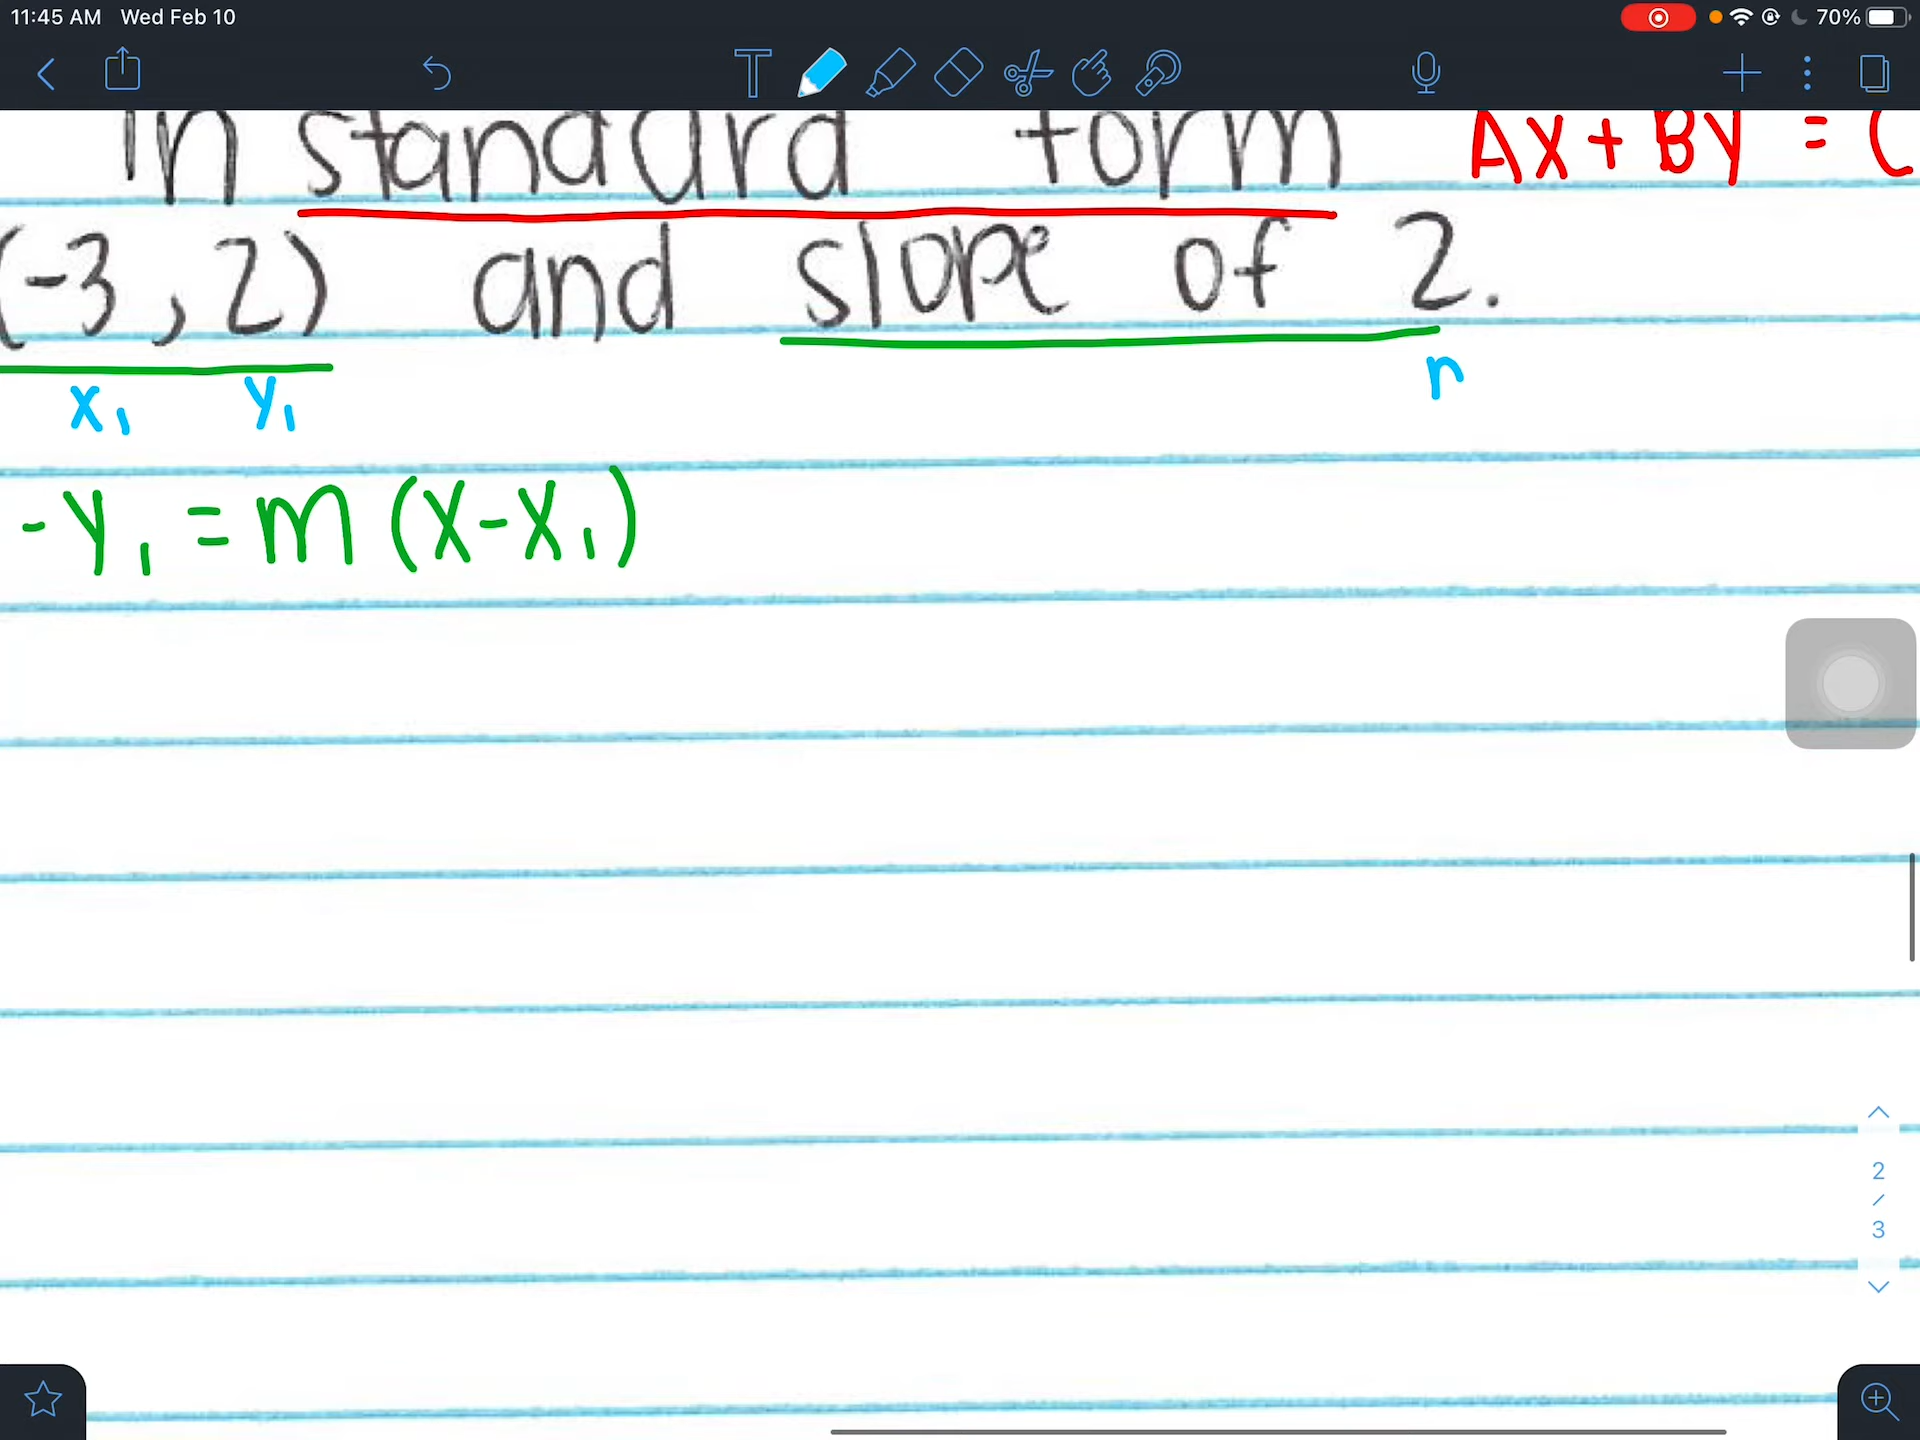 11:45 AM Wed Feb 10 70%
T
in standard form Ax + By = C
(-3, 2) and slope of 2.
x₁ y₁ r
- y₁ = m (x - x₁)
2
/
3